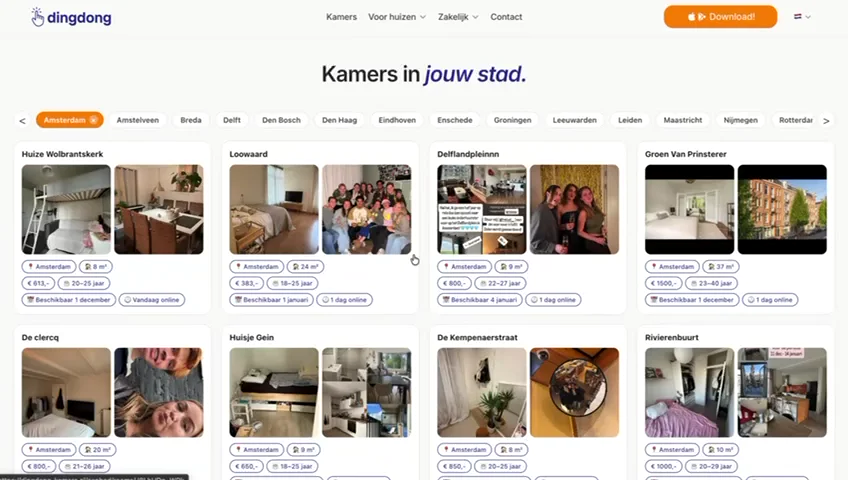 dingdong
Kamers
Voor huizen
Zakelijk
Contact
Download!
Kamers in jouw stad.
<
Amsterdam
Amstelveen
Breda
Delft
Den Bosch
Den Haag
Eindhoven
Enschede
Groningen
Leeuwarden
Leiden
Maastricht
Nijmegen
Rotterdar
>
Huize Wolbrantskerk
Amsterdam
8 m²
€ 613,-
20–25 jaar
Beschikbaar 1 december
Vandaag online
Loowaard
Amsterdam
24 m²
€ 383,-
18–25 jaar
Beschikbaar 1 januari
1 dag online
Delflandpleinnn
Amsterdam
9 m²
€ 800,-
22–27 jaar
Beschikbaar 4 januari
1 dag online
Groen Van Prinsterer
Amsterdam
37 m²
€ 1500,-
23–40 jaar
Beschikbaar 1 december
1 dag online
De clercq
Amsterdam
20 m²
€ 800,-
21–26 jaar
Huisje Gein
Amsterdam
9 m²
€ 650,-
18–25 jaar
De Kempenaerstraat
Amsterdam
8 m²
€ 850,-
20–25 jaar
Rivierenbuurt
Amsterdam
10 m²
€ 1000,-
20–29 jaar